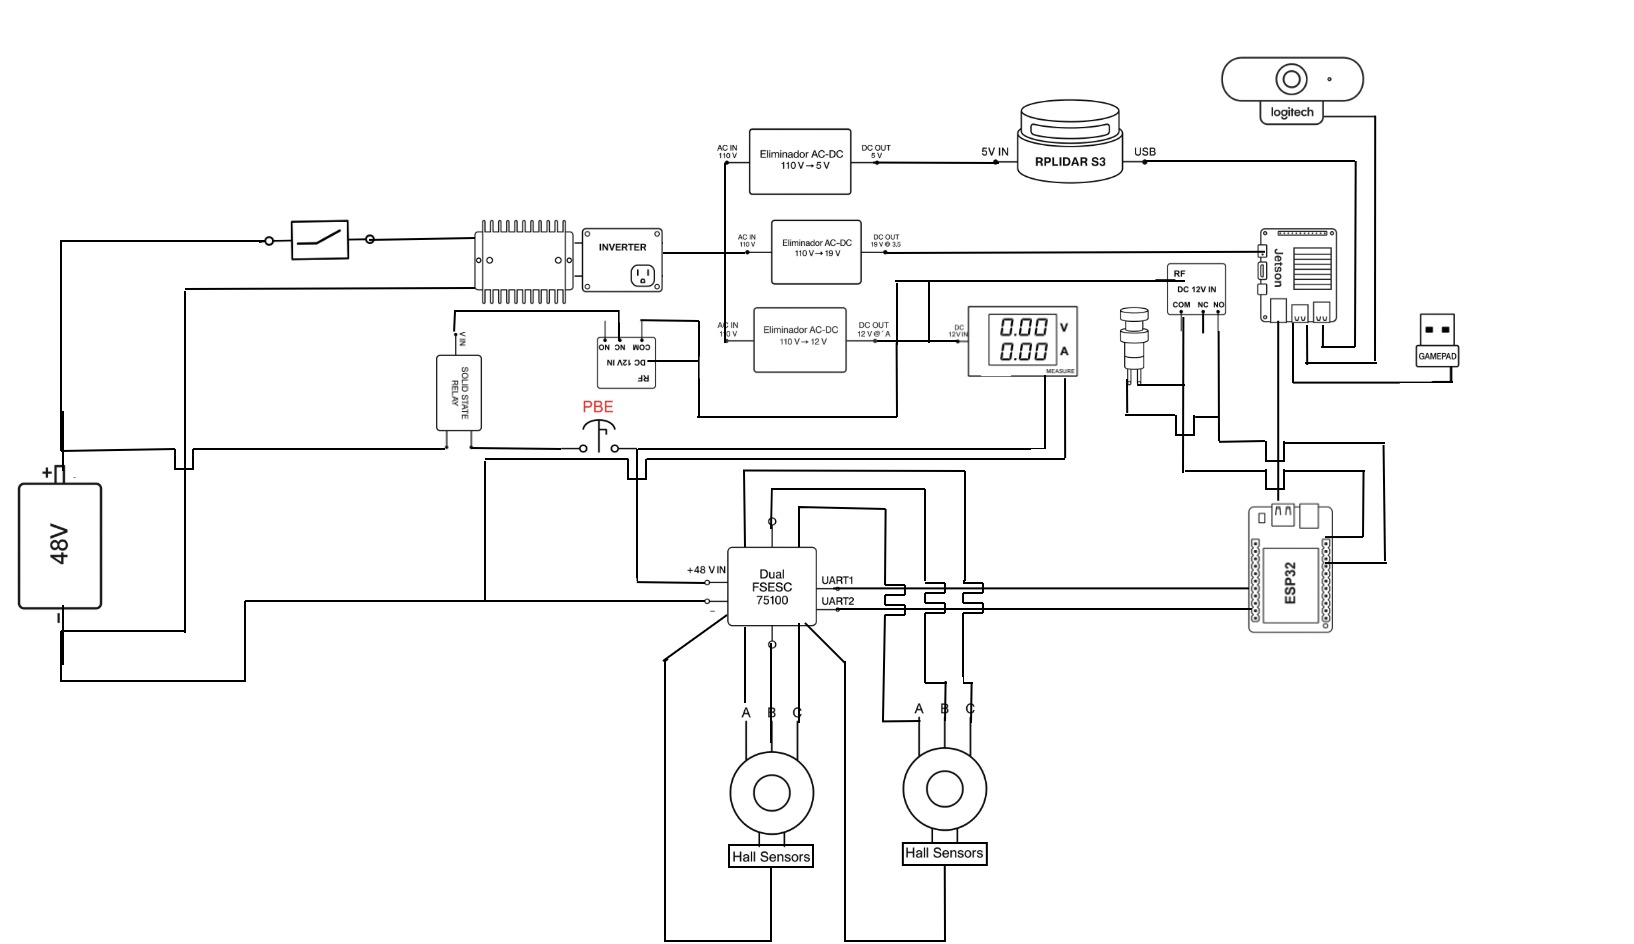 logitech
AC IN
110 V
Eliminador AC-DC
110 V → 5 V
DC OUT
5 V
5V IN
RPLIDAR S3
USB
INVERTER
AC IN
110 V
Eliminador AC-DC
110 V → 19 V
DC OUT
19 V @ 3.5
Jetson
RF
DC 12V IN
COM NC NO
AC IN
110 V
Eliminador AC-DC
110 V → 12 V
DC OUT
12 V @ ' A
DC
12V IN
0.00 V
0.00 A
MEASURE
GAMEPAD
V IN
SOLID STATE
RELAY
COM NC NO
DC 12V IN
RF
PBE
+
-
48V
-
+48 V IN
-
Dual
FSESC
75100
UART1
UART2
ESP32
A B C
A B C
Hall Sensors
Hall Sensors